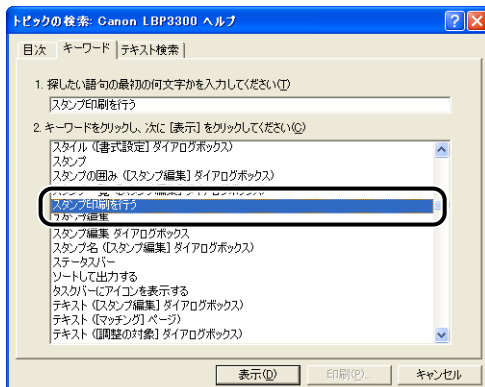 トピックの検索: Canon LBP3300 ヘルプ
目次 キーワード テキスト検索
1. 探したい語句の最初の何文字かを入力してください(T)
スタンプ印刷を行う
2. キーワードをクリックし、次に [表示] をクリックしてください(C)
スタイル ([書式設定] ダイアログボックス)
スタンプ
スタンプの囲み ([スタンプ編集] ダイアログボックス)
スタンプ印刷を行う
スタンプ編集
スタンプ編集 ダイアログボックス
スタンプ名 ([スタンプ編集] ダイアログボックス)
ステータスバー
ソートして出力する
タスクバーにアイコンを表示する
テキスト ([スタンプ編集] ダイアログボックス)
テキスト ([マッチング] ページ)
テキスト ([調整の対象] ダイアログボックス)
表示(D) 印刷(P)... キャンセル